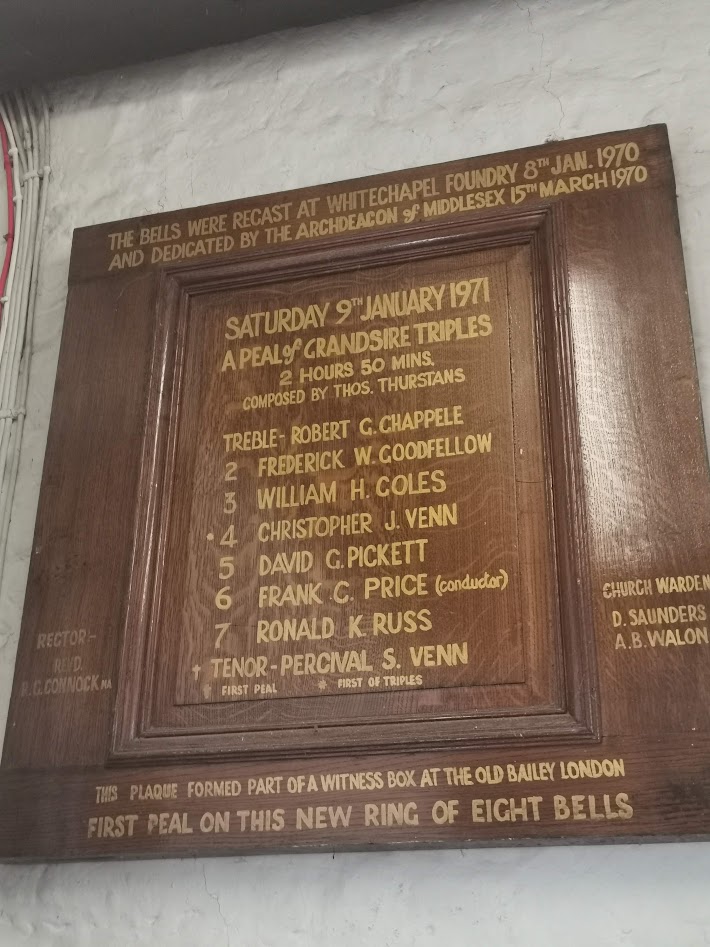 THE BELLS WERE RECAST AT WHITECHAPEL FOUNDRY 8TH JAN. 1970
AND DEDICATED BY THE ARCHDEACON of MIDDLESEX 15TH MARCH 1970
SATURDAY 9TH JANUARY 1971
A PEAL of GRANDSIRE TRIPLES
2 HOURS 50 MINS.
COMPOSED BY THOS. THURSTANS
TREBLE- ROBERT G. CHAPPELE
2 FREDERICK W. GOODFELLOW
3 WILLIAM H. COLES
* 4 CHRISTOPHER J. VENN
5 DAVID G. PICKETT
6 FRANK C. PRICE (conductor)
7 RONALD K. RUSS
† TENOR- PERCIVAL S. VENN
† FIRST PEAL * FIRST OF TRIPLES
RECTOR-
REV'D.
CONNOCK MA
CHURCH WARDEN
D. SAUNDERS
A.B. WALON
THIS PLAQUE FORMED PART OF A WITNESS BOX AT THE OLD BAILEY LONDON
FIRST PEAL ON THIS NEW RING OF EIGHT BELLS